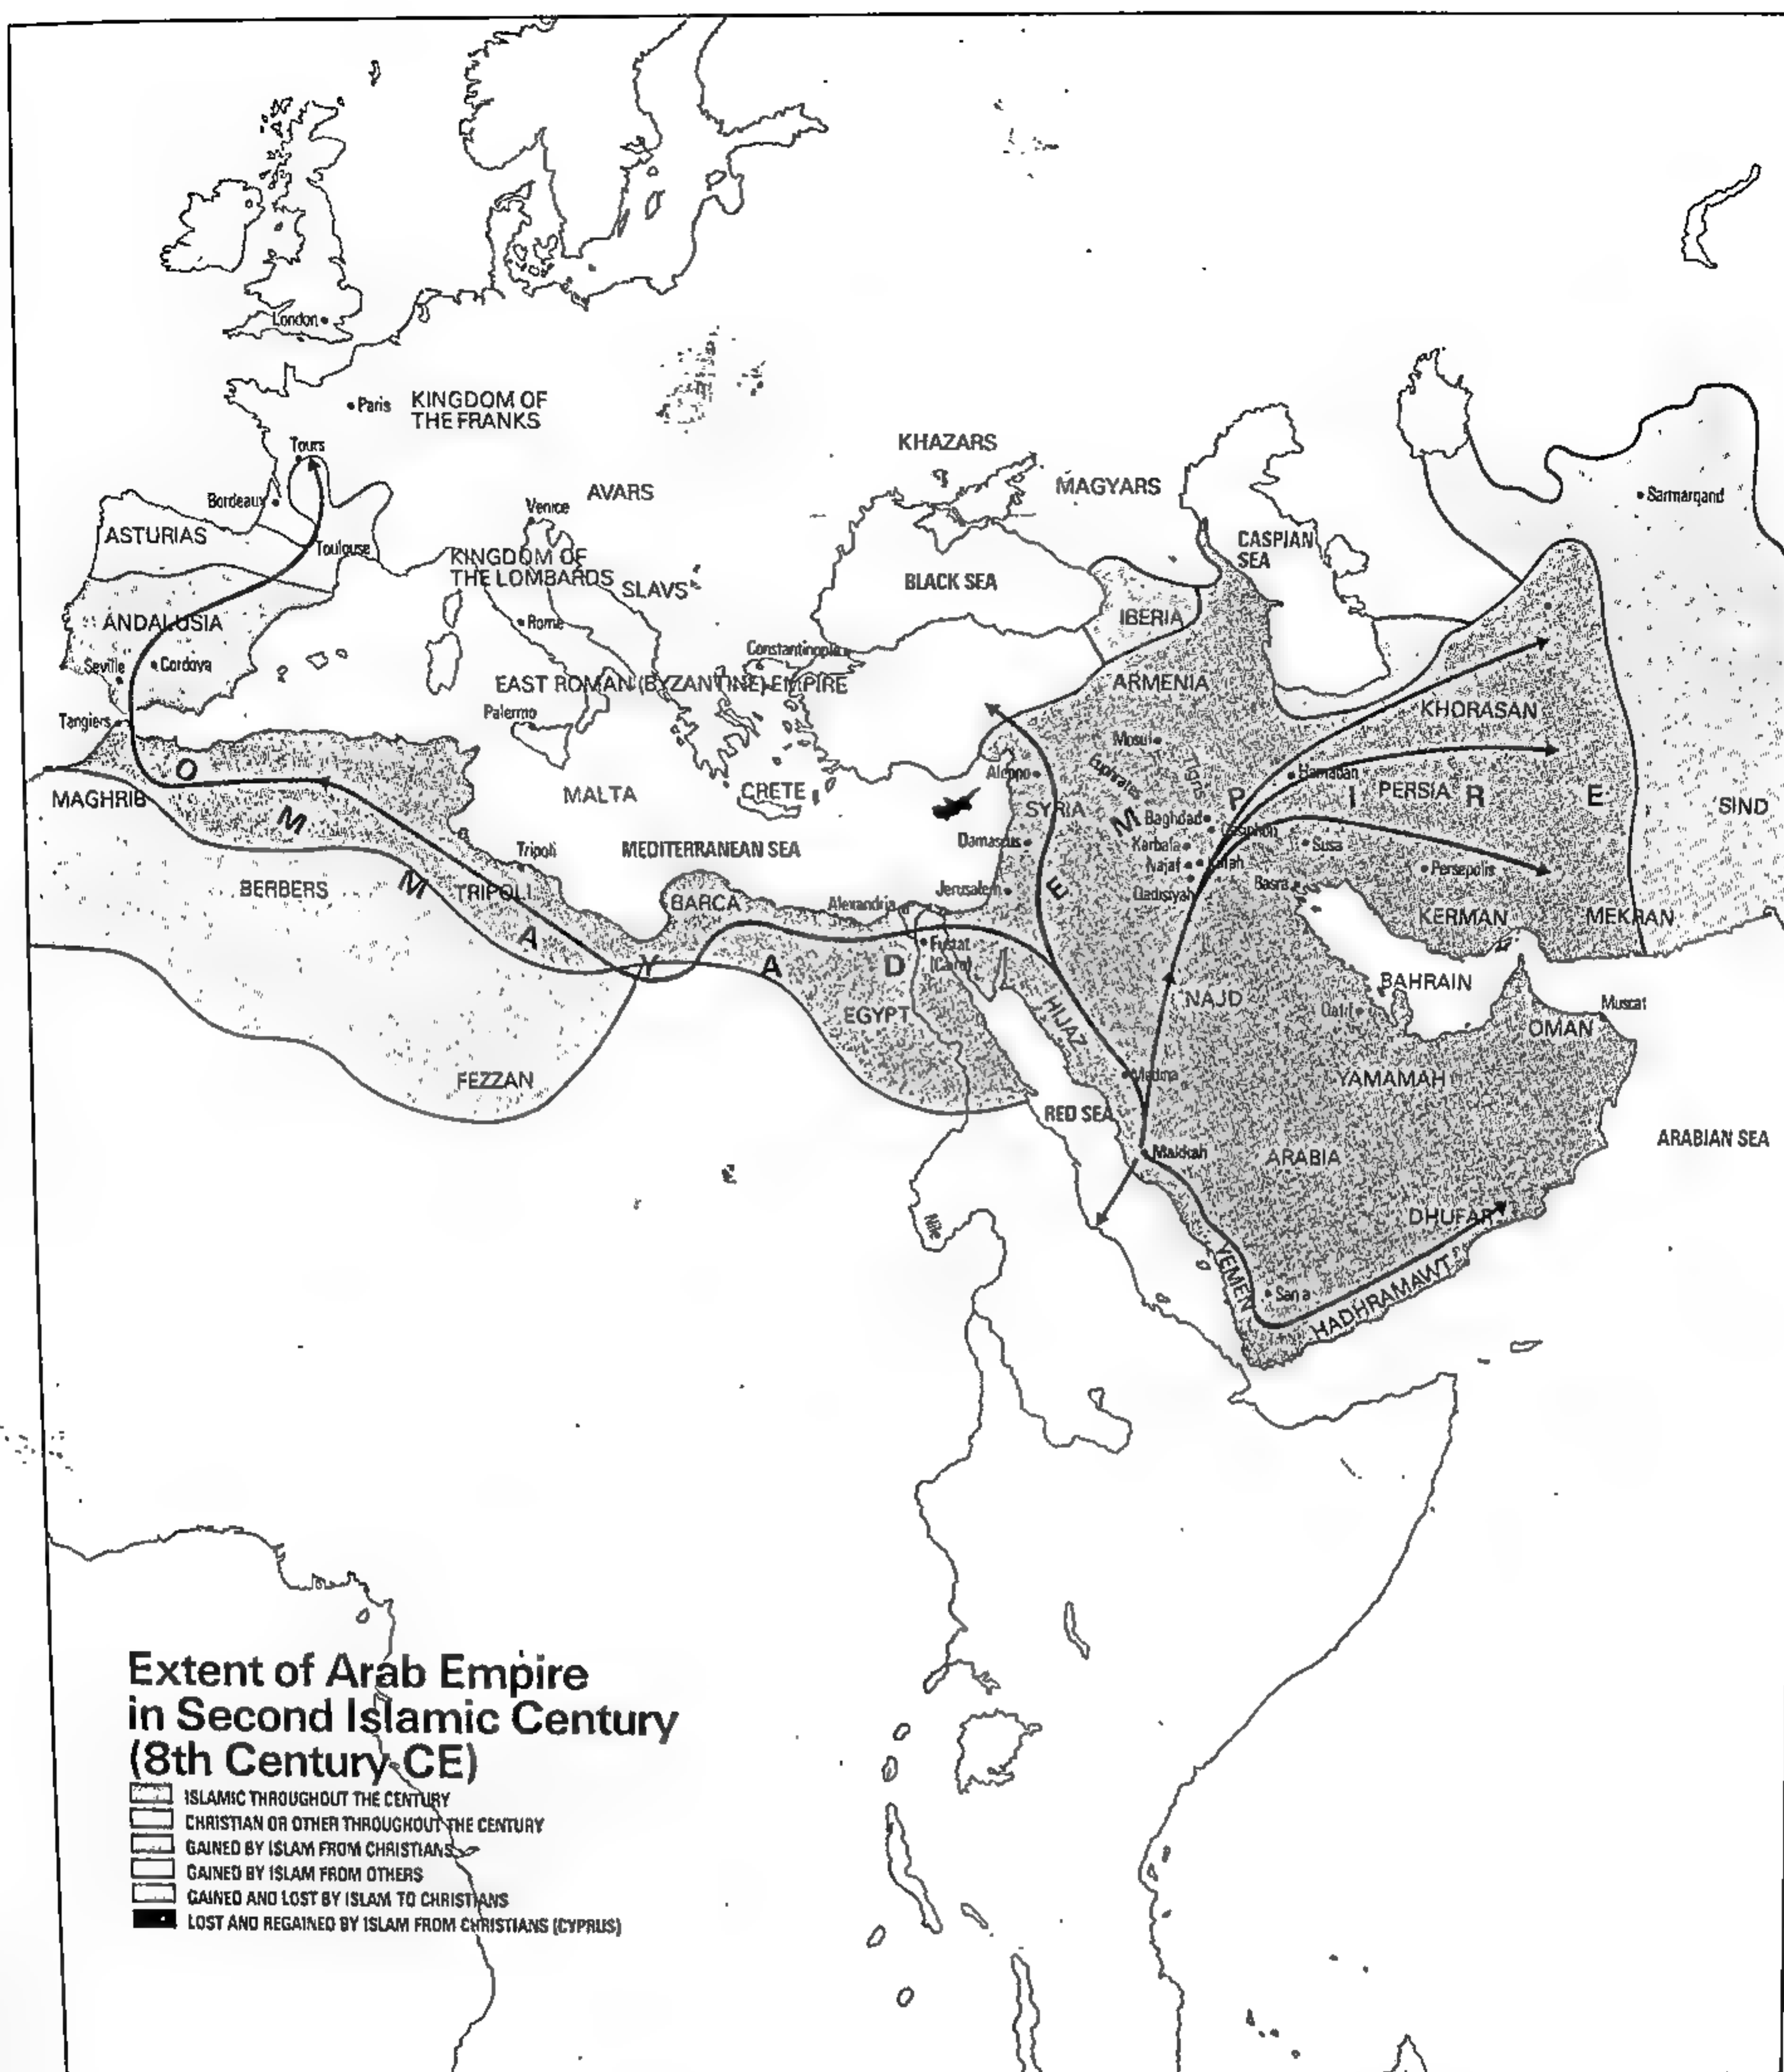 London
Paris
KINGDOM OF
THE FRANKS
Tours
KHAZARS
MAGYARS
Bordeaux
AVARS
Venice
Sarmarqand
ASTURIAS
Toulouse
CASPIAN
SEA
KINGDOM OF
THE LOMBARDS
SLAVS
BLACK SEA
IBERIA
ANDALUSIA
Rome
Constantinople
Seville
Cordova
EAST ROMAN (BYZANTINE) EMPIRE
ARMENIA
Palermo
Tangiers
KHORASAN
Mosul
OMMAYAD EMPIRE
Aleppo
Euphrates
Tigris
Hamadan
MAGHRIB
MALTA
CRETE
SYRIA
PERSIA
SIND
Baghdad
Ctesiphon
Damascus
Karbala
Susa
Tripoli
MEDITERRANEAN SEA
Najaf
Kufah
Persepolis
BERBERS
TRIPOLI
BARCA
Alexandria
Jerusalem
Qadisiyah
Basra
KERMAN
MEKRAN
Fustat
(Cairo)
BAHRAIN
NAJD
EGYPT
HIJAZ
Qatif
Muscat
OMAN
FEZZAN
Medina
YAMAMAH
RED SEA
ARABIAN SEA
Makkah
ARABIA
Nile
DHUFAR
YEMEN
San'a
HADHRAMAWT
Extent of Arab Empire
in Second Islamic Century
(8th Century CE)
ISLAMIC THROUGHOUT THE CENTURY
CHRISTIAN OR OTHER THROUGHOUT THE CENTURY
GAINED BY ISLAM FROM CHRISTIANS
GAINED BY ISLAM FROM OTHERS
GAINED AND LOST BY ISLAM TO CHRISTIANS
LOST AND REGAINED BY ISLAM FROM CHRISTIANS (CYPRUS)